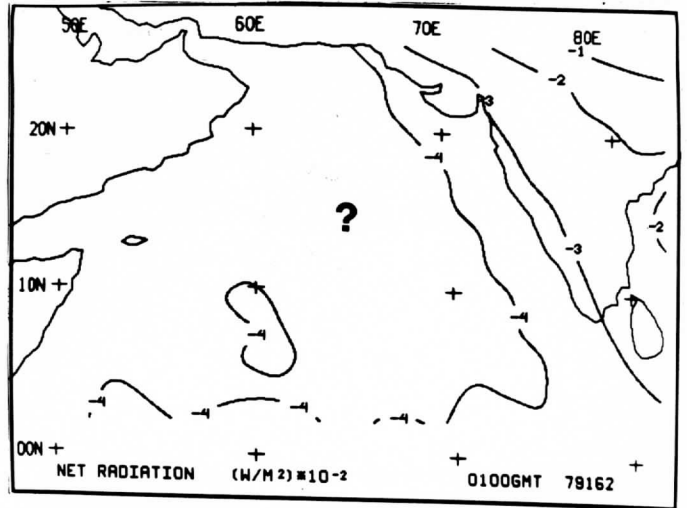 50E 60E 70E 80E
-1
-2
-3
20N
-4
?
-2
-3
10N
-4
-4
-4 -4 -4 -4
00N
NET RADIATION (W/M²)*10⁻² 0100GMT 79162